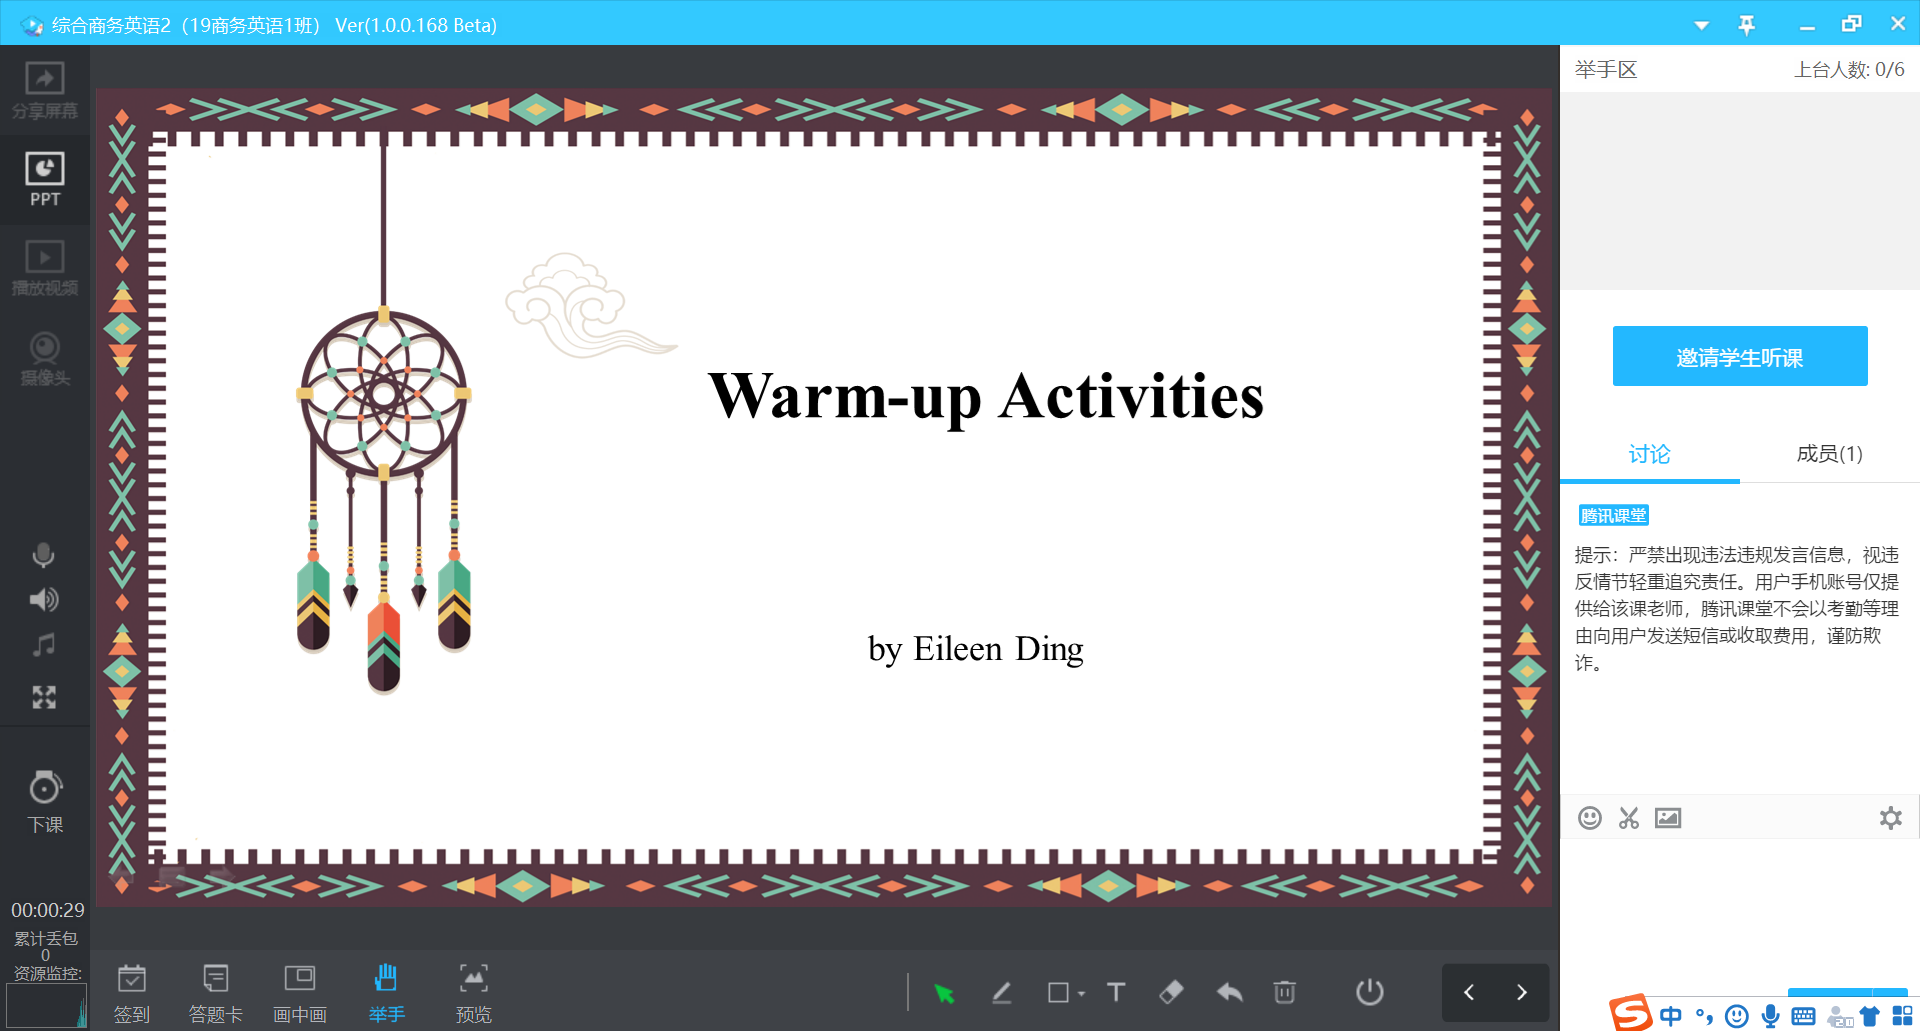 综合商务英语2（19商务英语1班） Ver(1.0.0.168 Beta)
分享屏幕
PPT
播放视频
摄像头
下课
00:00:29
累计丢包
0
资源监控:
Warm-up Activities
by Eileen Ding
签到
答题卡
画中画
举手
预览
T
举手区
上台人数: 0/6
邀请学生听课
讨论
成员(1)
腾讯课堂
提示：严禁出现违法违规发言信息，视违
反情节轻重追究责任。用户手机账号仅提
供给该课老师，腾讯课堂不会以考勤等理
由向用户发送短信或收取费用，谨防欺
诈。
S
中